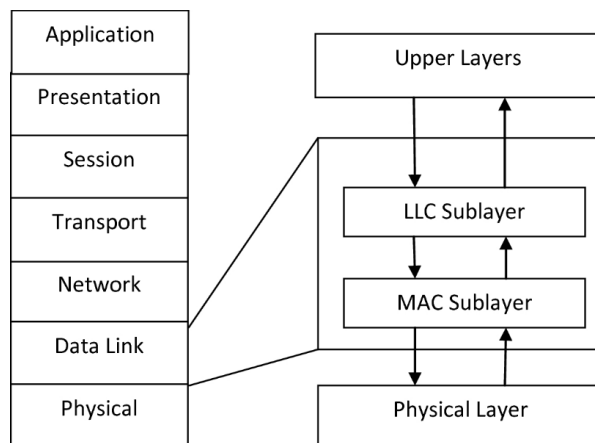 Application
Presentation
Session
Transport
Network
Data Link
Physical
Upper Layers
LLC Sublayer
MAC Sublayer
Physical Layer